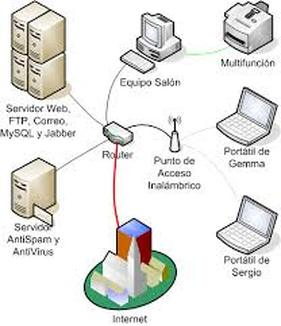 Servidor Web,
FTP, Correo,
MySQL y Jabber
Equipo Salón
Multifunción
Router
Punto de
Acceso
Inalámbrico
Portátil de
Gemma
Servidor
AntiSpam y
AntiVirus
Portátil de
Sergio
Internet